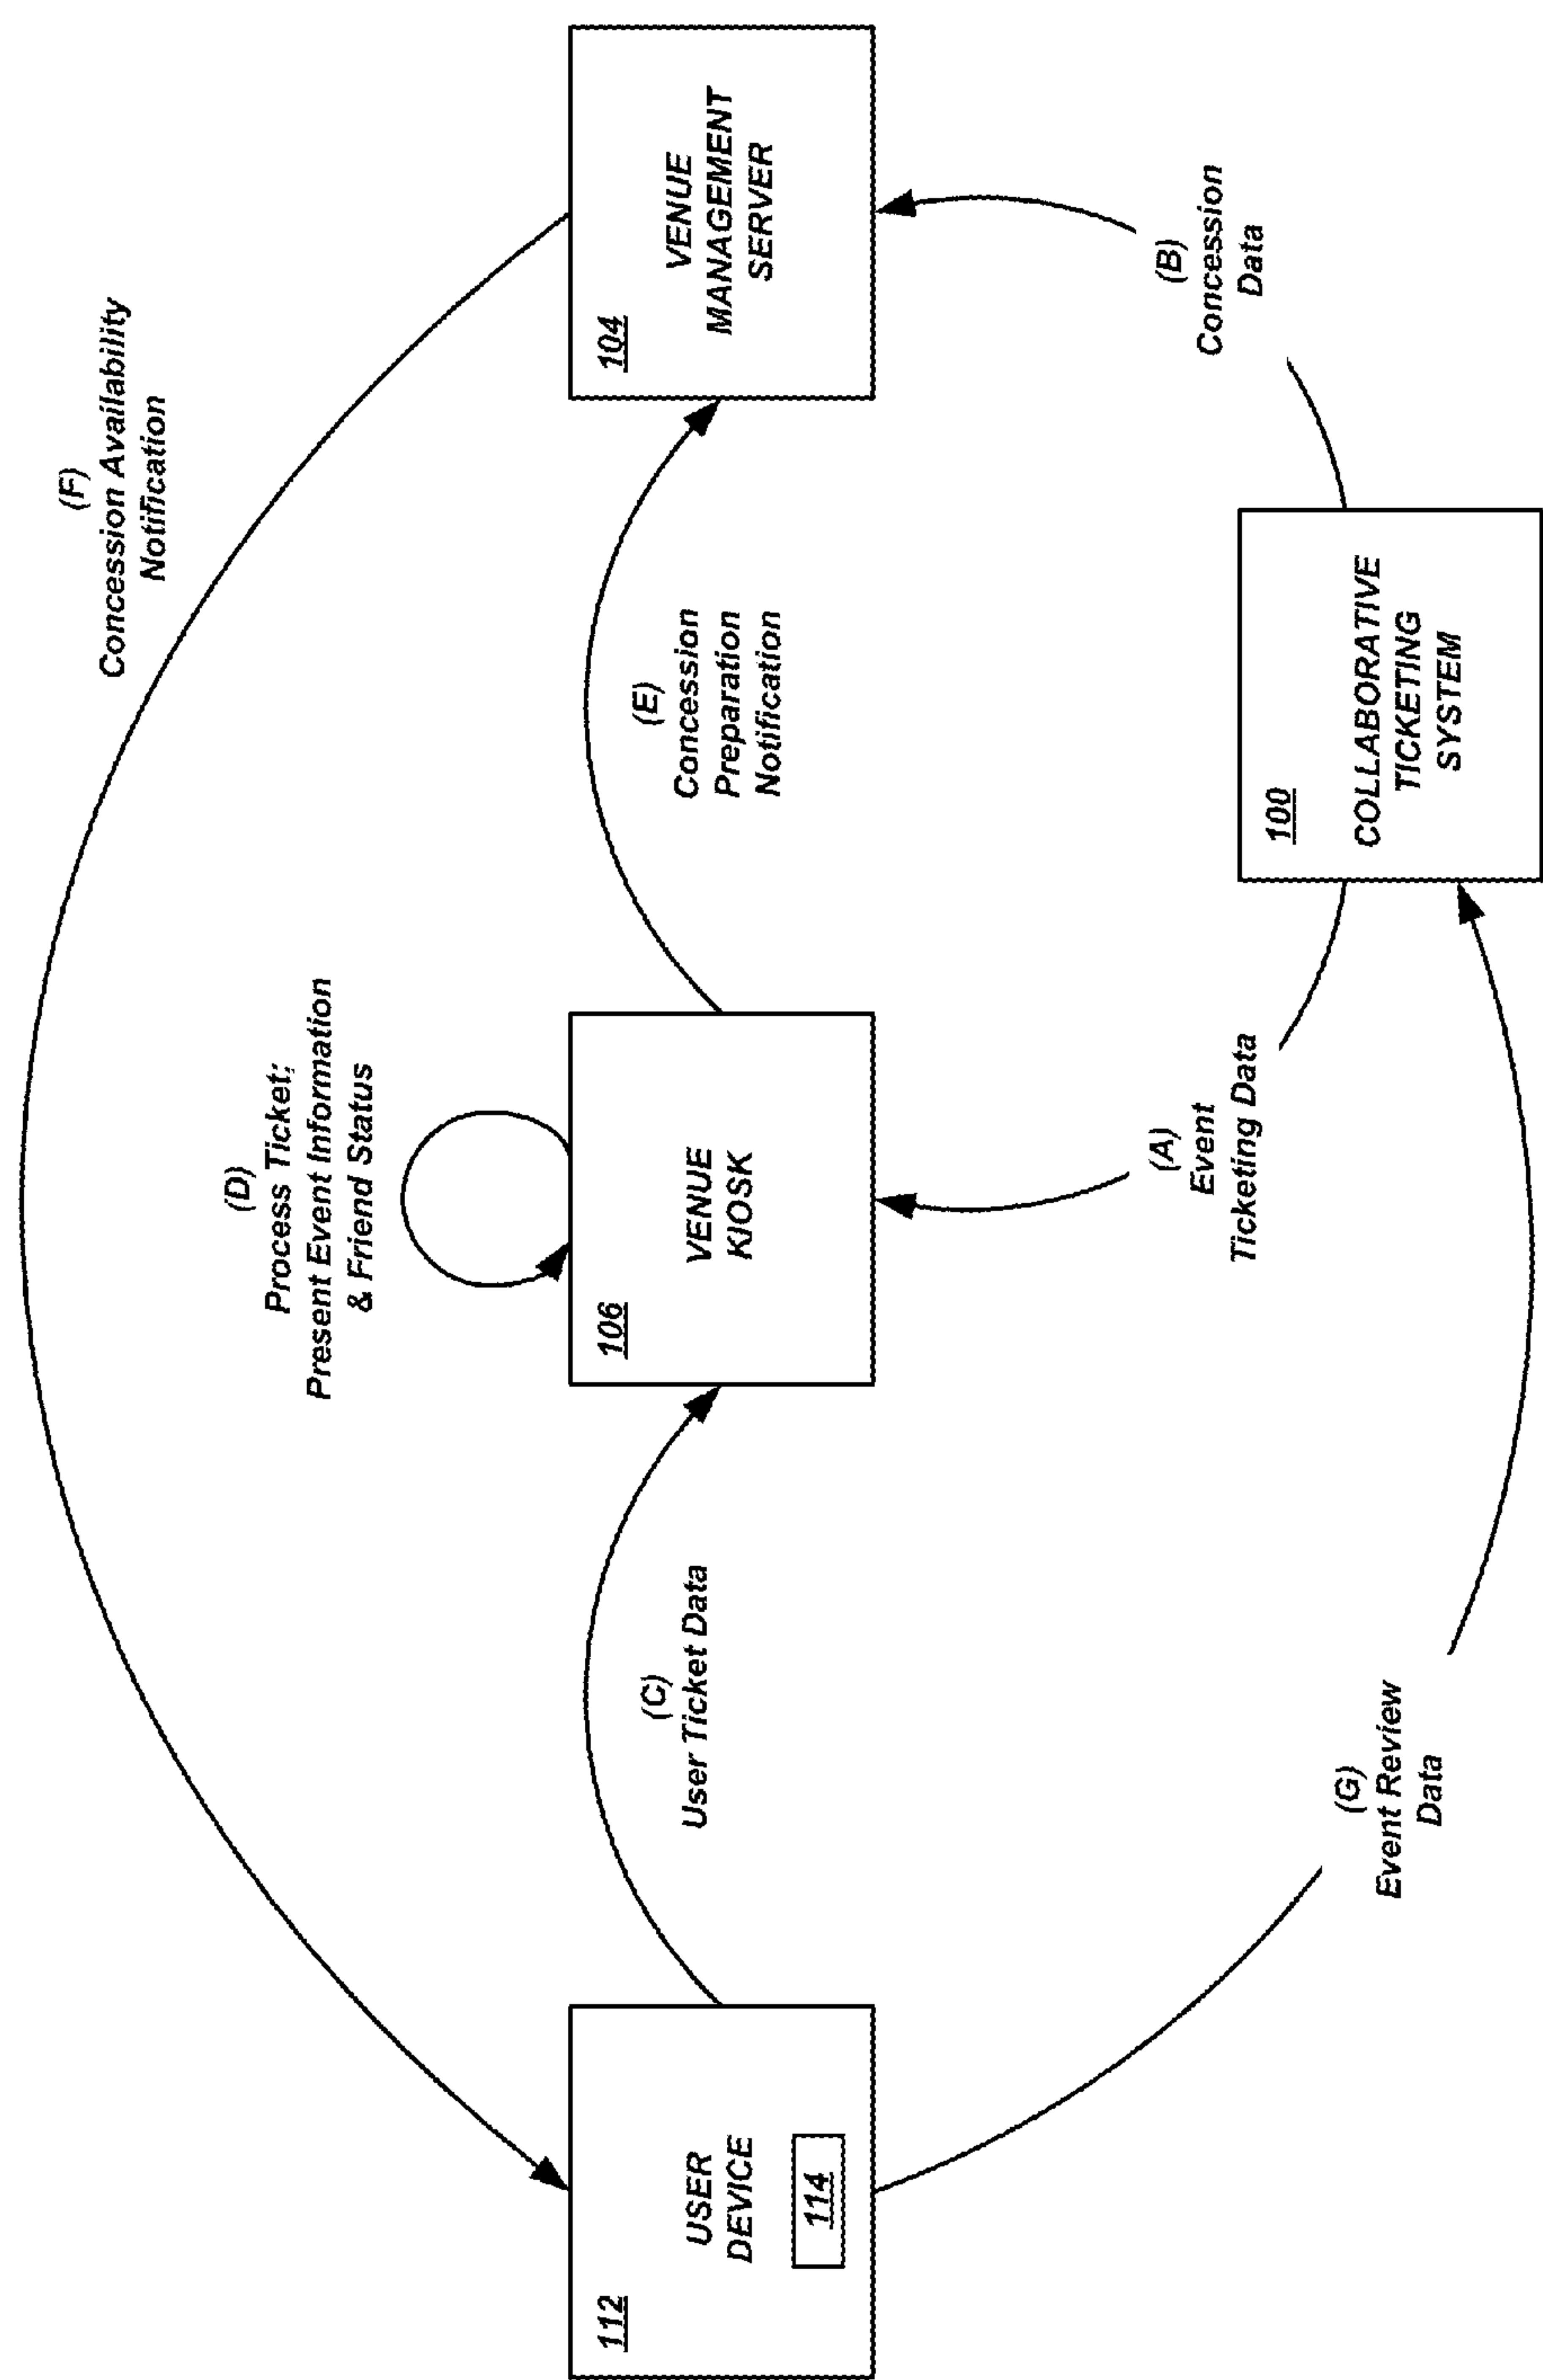 (F)
Concession Availability
Notification
(D)
Process Ticket;
Present Event Information
& Friend Status
112
USER
DEVICE
114
(C)
User Ticket Data
106
VENUE
KIOSK
(E)
Concession
Preparation
Notification
104
VENUE
MANAGEMENT
SERVER
(G)
Event Review
Data
(A)
Event
Ticketing Data
100
COLLABORATIVE
TICKETING
SYSTEM
(B)
Concession
Data